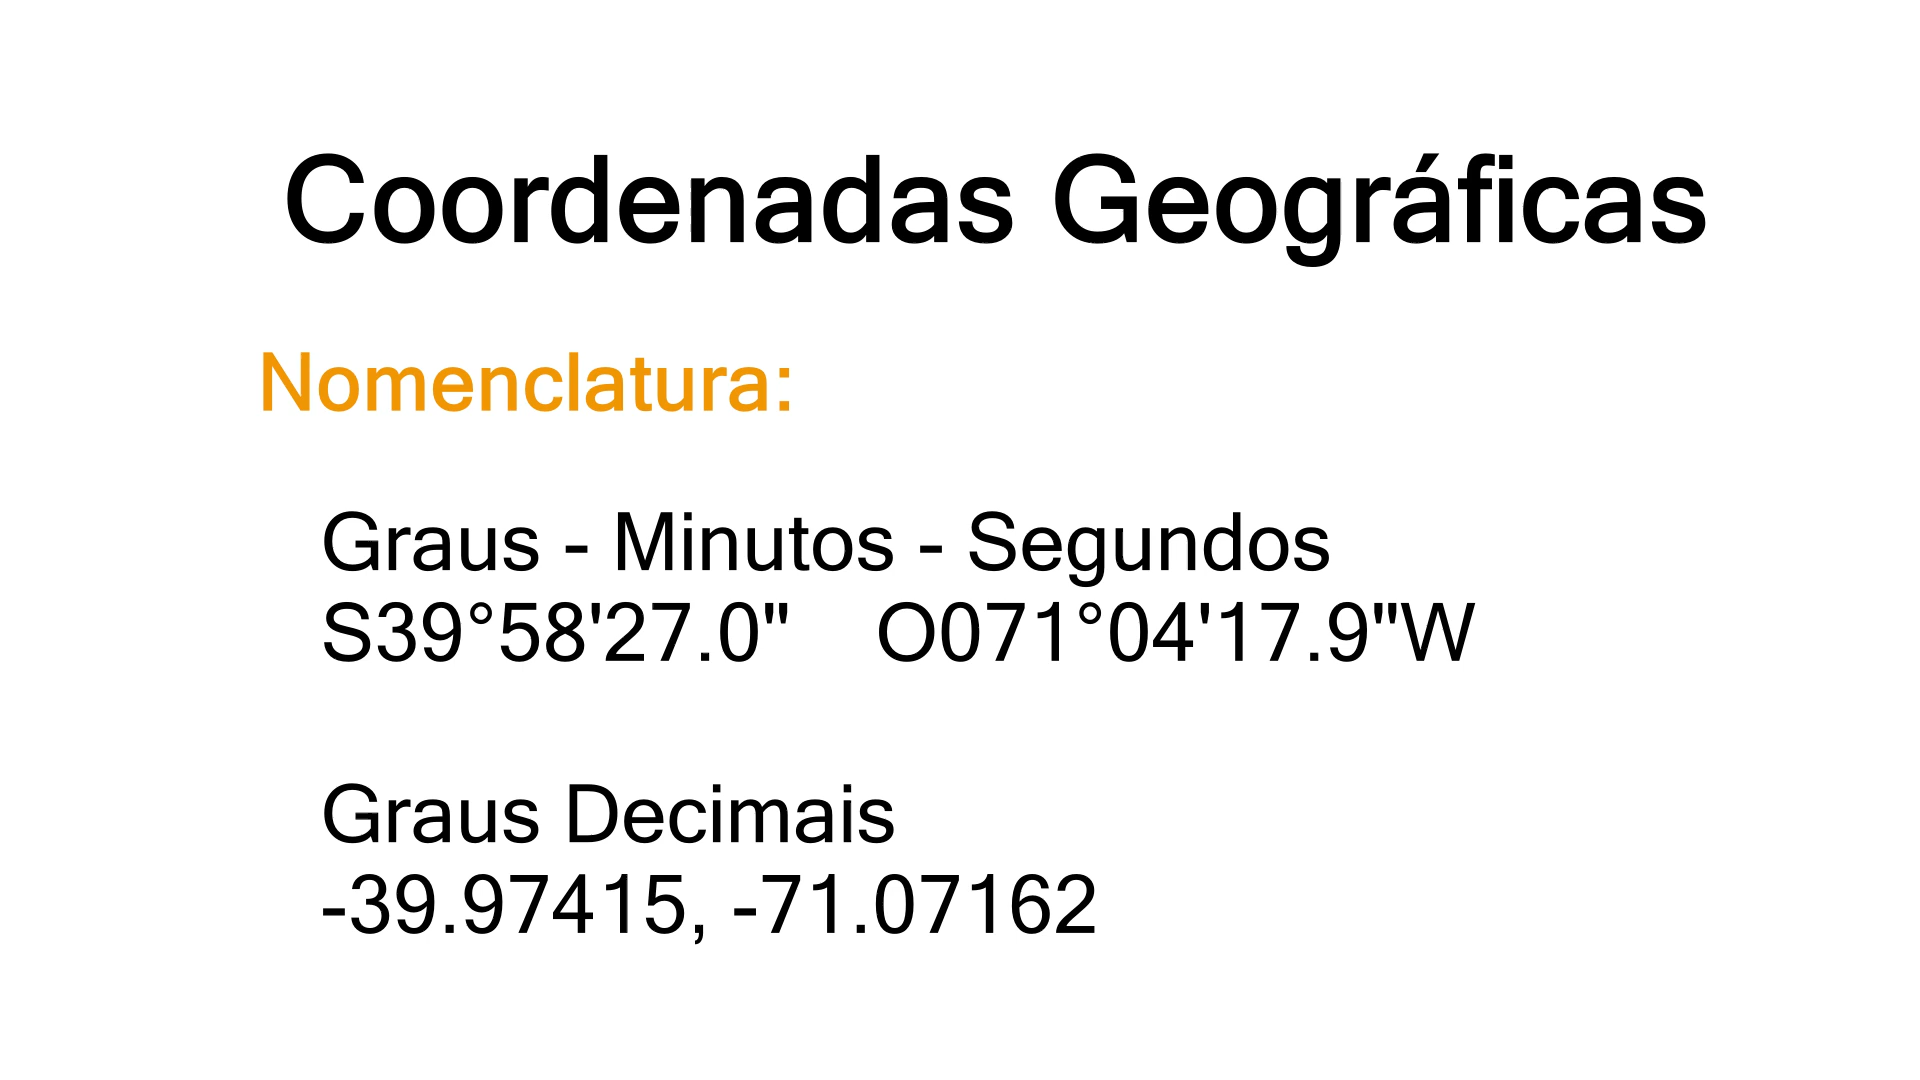 Coordenadas Geográficas
Nomenclatura:
Graus - Minutos - Segundos
S39°58'27.0" O071°04'17.9"W
Graus Decimais
-39.97415, -71.07162